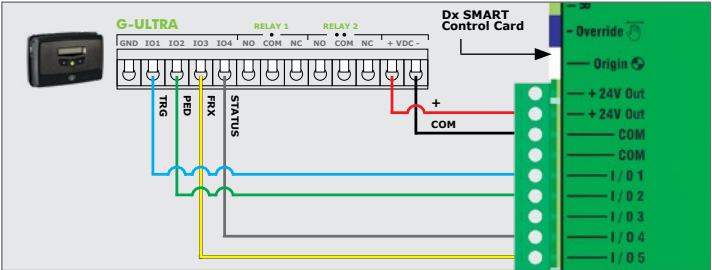 G-ULTRA
RELAY 1
RELAY 2
GND IO1 IO2 IO3 IO4 NO COM NC NO COM NC + VDC -
TRG
PED
FRX
STATUS
+
COM
Dx SMART
Control Card
Override
Origin
+ 24V Out
+ 24V Out
COM
COM
I / O 1
I / O 2
I / O 3
I / O 4
I / O 5